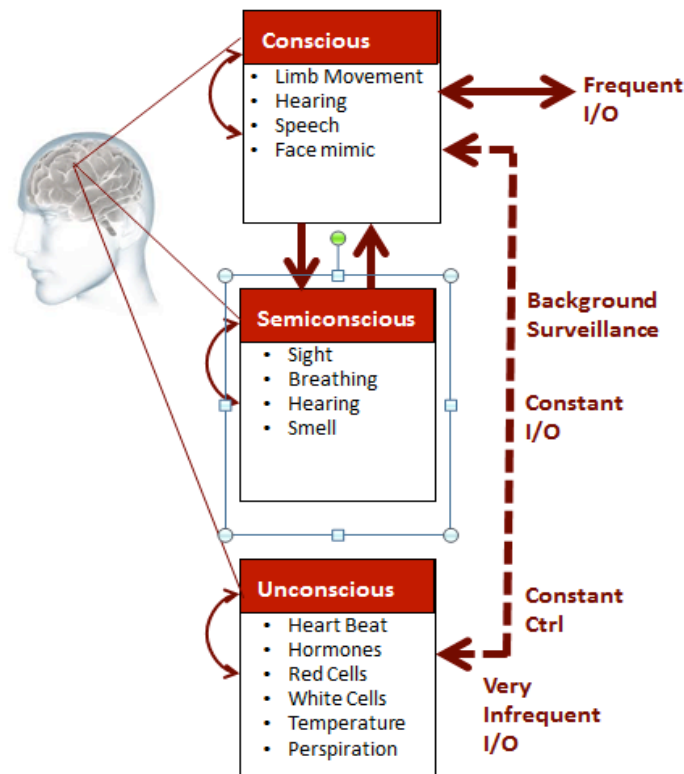 Conscious
• Limb Movement
• Hearing
• Speech
• Face mimic
Frequent
I/O
Background
Surveillance
Semiconscious
• Sight
• Breathing
• Hearing
• Smell
Constant
I/O
Constant
Ctrl
Unconscious
• Heart Beat
• Hormones
• Red Cells
• White Cells
• Temperature
• Perspiration
Very
Infrequent
I/O